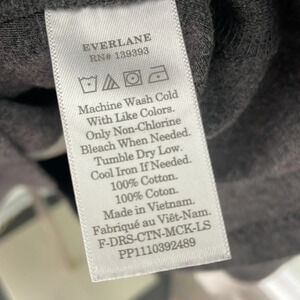 EVERLANE
RN# 139393
Machine Wash Cold
With Like Colors.
Only Non-Chlorine
Bleach When Needed.
Tumble Dry Low.
Cool Iron If Needed.
100% Cotton.
100% Coton.
Made in Vietnam.
Fabriqué au Viêt-Nam.
F-DRS-CTN-MCK-LS
PP1110392489